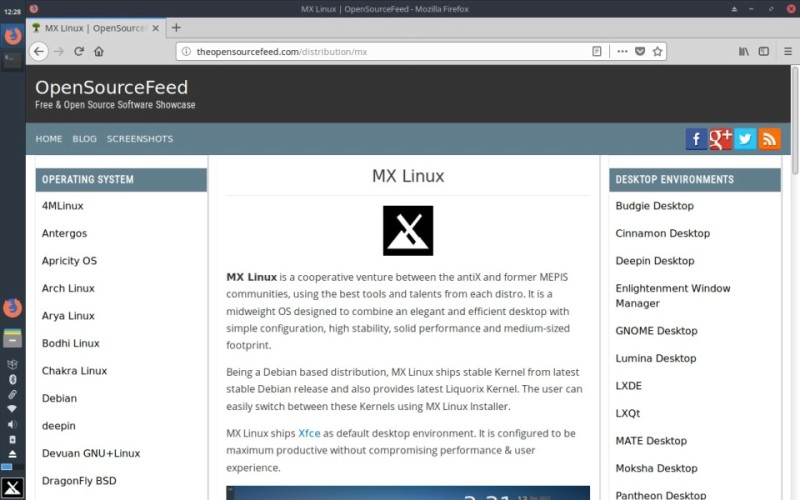 12:28
MX Linux | OpenSourceFeed - Mozilla Firefox
MX Linux | OpenSourceF
theopensourcefeed.com/distribution/mx
OpenSourceFeed
Free & Open Source Software Showcase
HOME BLOG SCREENSHOTS
f g+
OPERATING SYSTEM
4MLinux
Antergos
Apricity OS
Arch Linux
Arya Linux
Bodhi Linux
Chakra Linux
Debian
deepin
Devuan GNU+Linux
DragonFly BSD
MX Linux
MX Linux is a cooperative venture between the antiX and former MEPIS
communities, using the best tools and talents from each distro. It is a
midweight OS designed to combine an elegant and efficient desktop with
simple configuration, high stability, solid performance and medium-sized
footprint.
Being a Debian based distribution, MX Linux ships stable Kernel from latest
stable Debian release and also provides latest Liquorix Kernel. The user can
easily switch between these Kernels using MX Linux Installer.
MX Linux ships Xfce as default desktop environment. It is configured to be
maximum productive without compromising performance & user
experience.
DESKTOP ENVIRONMENTS
Budgie Desktop
Cinnamon Desktop
Deepin Desktop
Enlightenment Window
Manager
GNOME Desktop
Lumina Desktop
LXDE
LXQt
MATE Desktop
Moksha Desktop
Pantheon Desktop